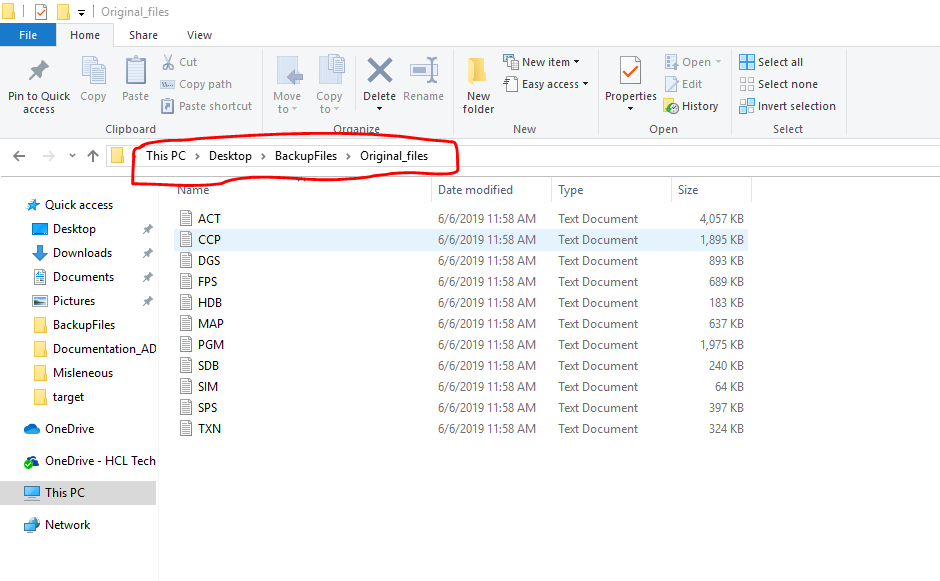 Original_files
File Home Share View
Pin to Quick access
Copy
Paste
Cut
Copy path
Paste shortcut
Clipboard
Move to
Copy to
Delete
Rename
Organize
New folder
New item
Easy access
New
Properties
Open
Edit
History
Open
Select all
Select none
Invert selection
Select
This PC > Desktop > BackupFiles > Original_files
Name Date modified Type Size
Quick access
Desktop
Downloads
Documents
Pictures
BackupFiles
Documentation_AD
Misleneous
target
OneDrive
OneDrive - HCL Tech
This PC
Network
ACT 6/6/2019 11:58 AM Text Document 4,057 KB
CCP 6/6/2019 11:58 AM Text Document 1,895 KB
DGS 6/6/2019 11:58 AM Text Document 893 KB
FPS 6/6/2019 11:58 AM Text Document 689 KB
HDB 6/6/2019 11:58 AM Text Document 183 KB
MAP 6/6/2019 11:58 AM Text Document 637 KB
PGM 6/6/2019 11:58 AM Text Document 1,975 KB
SDB 6/6/2019 11:58 AM Text Document 240 KB
SIM 6/6/2019 11:58 AM Text Document 64 KB
SPS 6/6/2019 11:58 AM Text Document 397 KB
TXN 6/6/2019 11:58 AM Text Document 324 KB